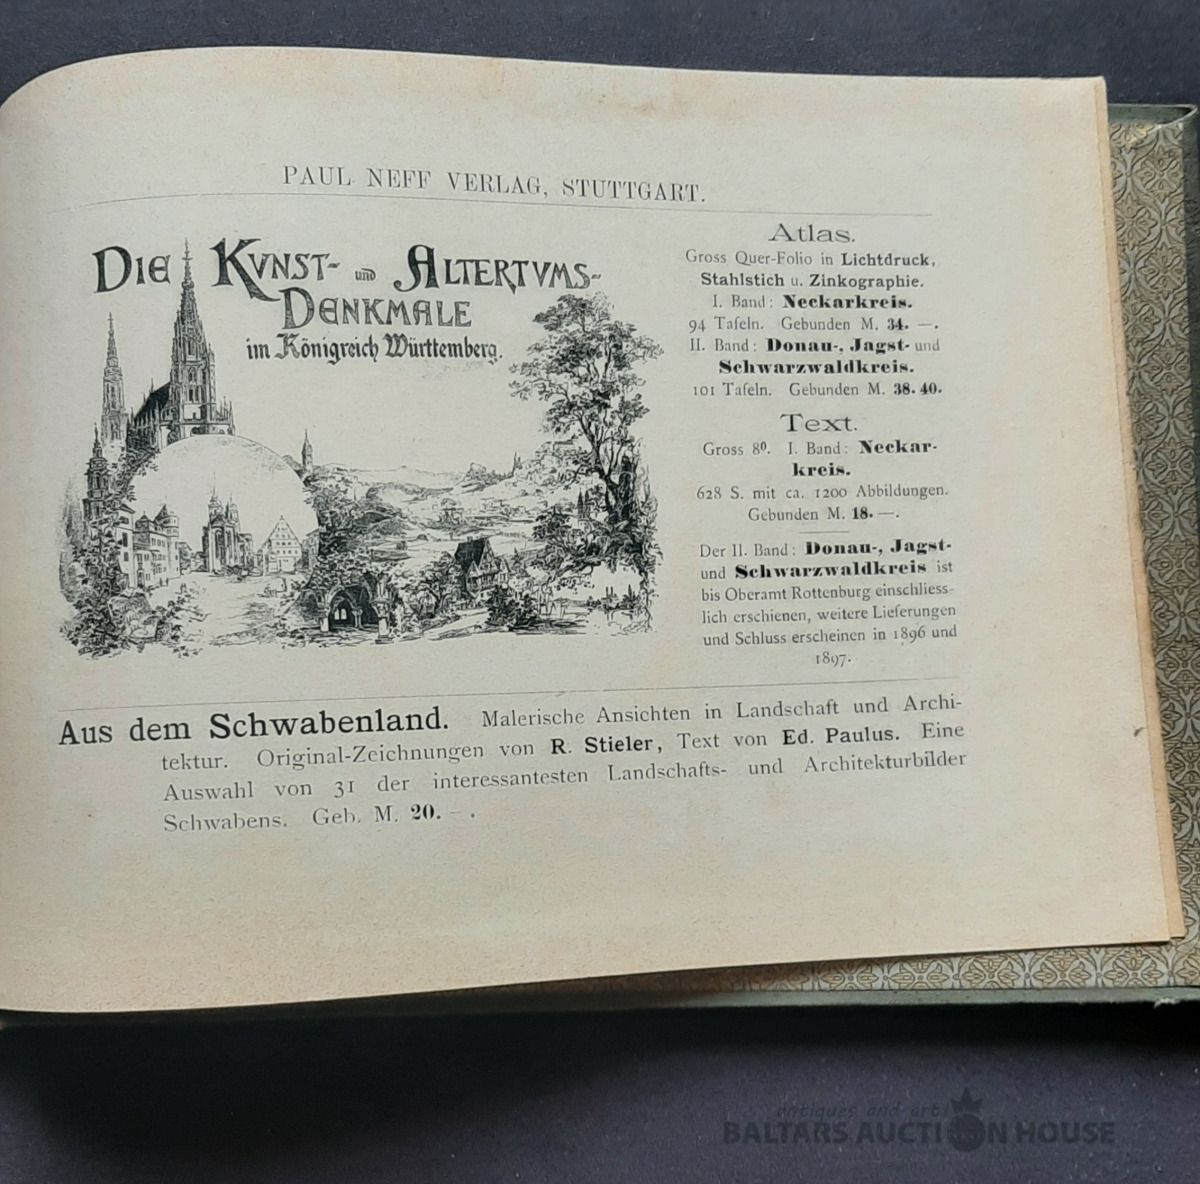 PAUL NEFF VERLAG, STUTTGART.
DIE KVNST- und ALTERTVMS-
DENKMALE
im Königreich Württemberg.
Atlas.
Gross Quer-Folio in Lichtdruck,
Stahlstich u. Zinkographie.
I. Band: Neckarkreis.
94 Tafeln. Gebunden M. 34. —.
II. Band: Donau-, Jagst- und
Schwarzwaldkreis.
101 Tafeln. Gebunden M. 38. 40.
Text.
Gross 8º. I. Band: Neckar-
kreis.
628 S. mit ca. 1200 Abbildungen.
Gebunden M. 18. —.
Der II. Band: Donau-, Jagst-
und Schwarzwaldkreis ist
bis Oberamt Rottenburg einschliess-
lich erschienen, weitere Lieferungen
und Schluss erscheinen in 1896 und
1897.
Aus dem Schwabenland. Malerische Ansichten in Landschaft und Archi-
tektur. Original-Zeichnungen von R. Stieler, Text von Ed. Paulus. Eine
Auswahl von 31 der interessantesten Landschafts- und Architekturbilder
Schwabens. Geb. M. 20. — .
antiques and art
BALTARS AUCTION HOUSE